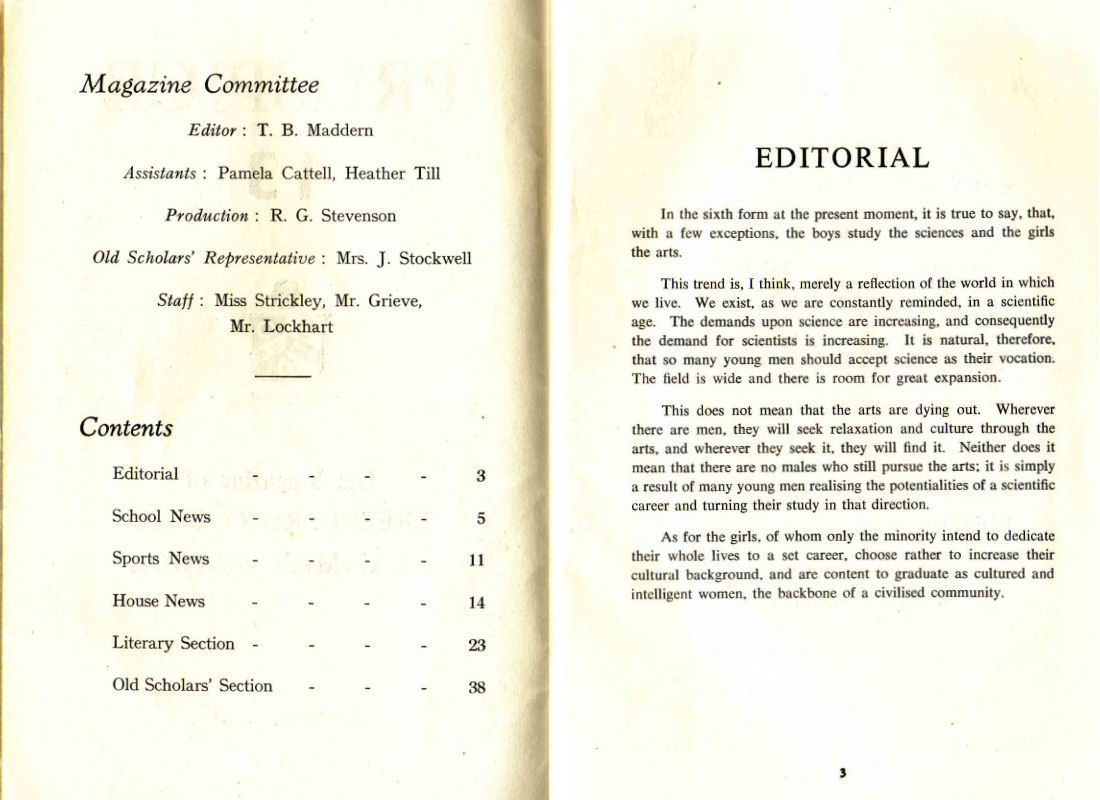 Magazine Committee
Editor : T. B. Maddern
Assistants : Pamela Cattell, Heather Till
Production : R. G. Stevenson
Old Scholars' Representative : Mrs. J. Stockwell
Staff : Miss Strickley, Mr. Grieve,
Mr. Lockhart
Contents
Editorial - - - - 3
School News - - - - 5
Sports News - - - - 11
House News - - - - 14
Literary Section - - - - 23
Old Scholars' Section - - - 38
EDITORIAL
In the sixth form at the present moment, it is true to say, that,
with a few exceptions, the boys study the sciences and the girls
the arts.
This trend is, I think, merely a reflection of the world in which
we live. We exist, as we are constantly reminded, in a scientific
age. The demands upon science are increasing, and consequently
the demand for scientists is increasing. It is natural, therefore,
that so many young men should accept science as their vocation.
The field is wide and there is room for great expansion.
This does not mean that the arts are dying out. Wherever
there are men, they will seek relaxation and culture through the
arts, and wherever they seek it, they will find it. Neither does it
mean that there are no males who still pursue the arts; it is simply
a result of many young men realising the potentialities of a scientific
career and turning their study in that direction.
As for the girls, of whom only the minority intend to dedicate
their whole lives to a set career, choose rather to increase their
cultural background, and are content to graduate as cultured and
intelligent women, the backbone of a civilised community.
3